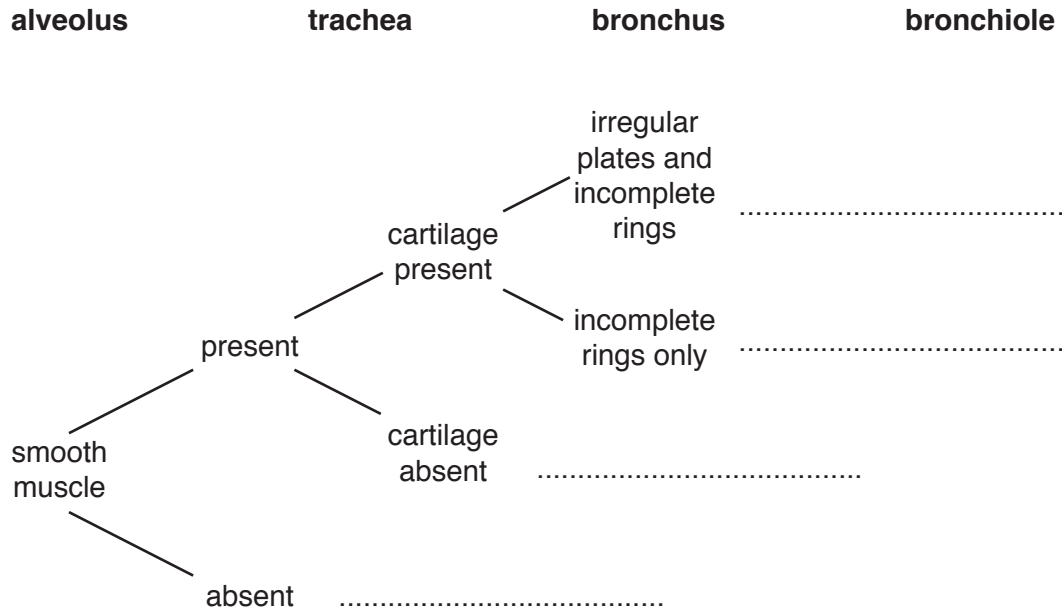 alveolus trachea bronchus bronchiole
irregular
plates and
incomplete
rings ........................................
cartilage
present
incomplete
rings only ........................................
present
cartilage
absent ........................................
smooth
muscle
absent ........................................